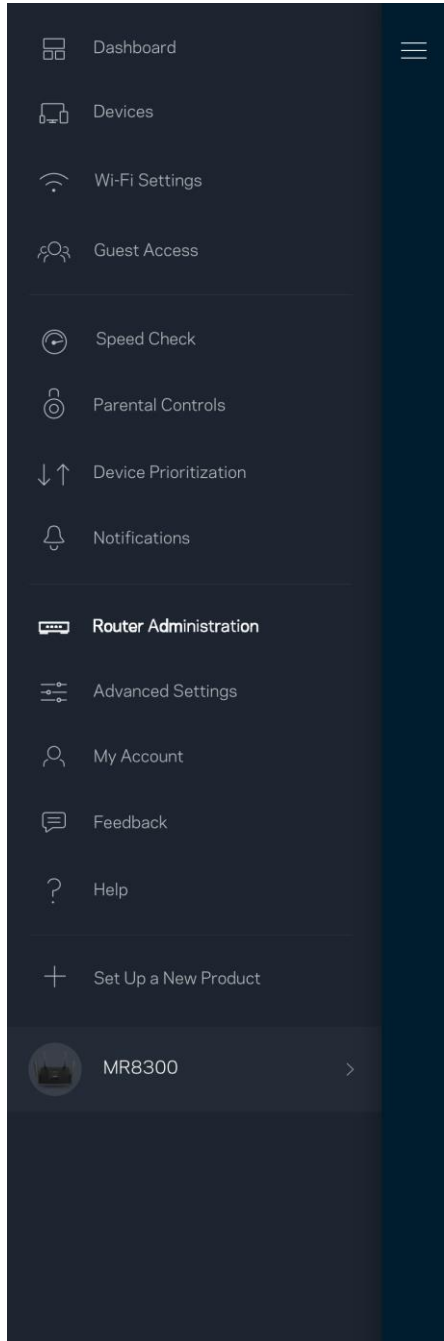 Dashboard
Devices
Wi-Fi Settings
Guest Access
Speed Check
Parental Controls
Device Prioritization
Notifications
Router Administration
Advanced Settings
My Account
Feedback
Help
Set Up a New Product
MR8300